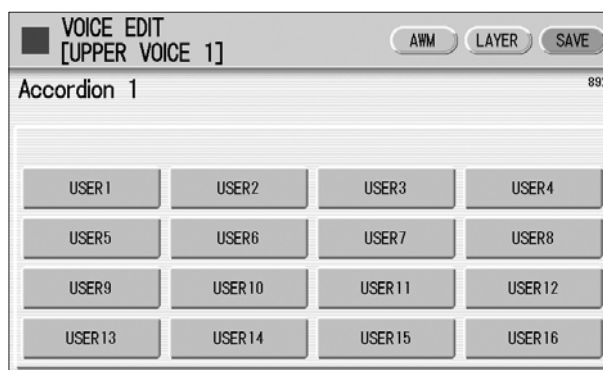 VOICE EDIT
[UPPER VOICE 1]
AWM LAYER SAVE
Accordion 1
USER1 USER2 USER3 USER4
USER5 USER6 USER7 USER8
USER9 USER10 USER11 USER12
USER13 USER14 USER15 USER16